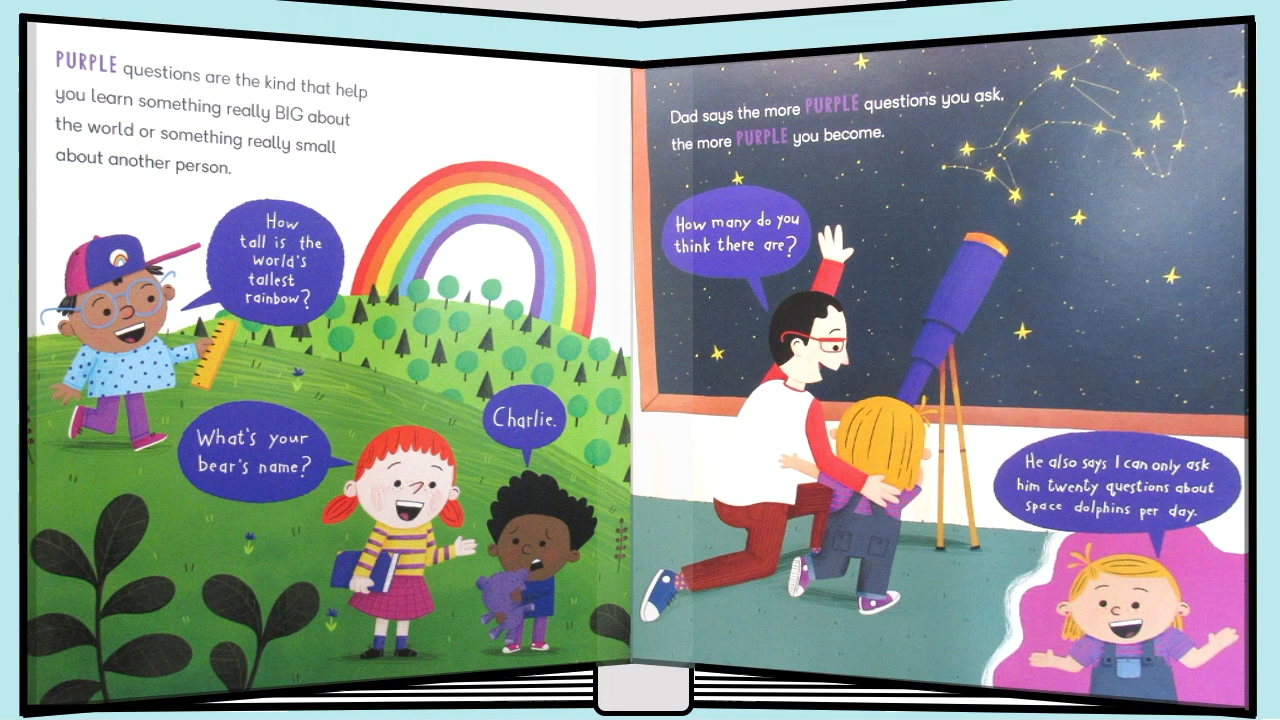 PURPLE questions are the kind that help
you learn something really BIG about
the world or something really small
about another person.
How
tall is the
world's
tallest
rainbow?
What's your
bear's name?
Charlie.
Dad says the more PURPLE questions you ask,
the more PURPLE you become.
How many do you
think there are?
He also says I can only ask
him twenty questions about
space dolphins per day.